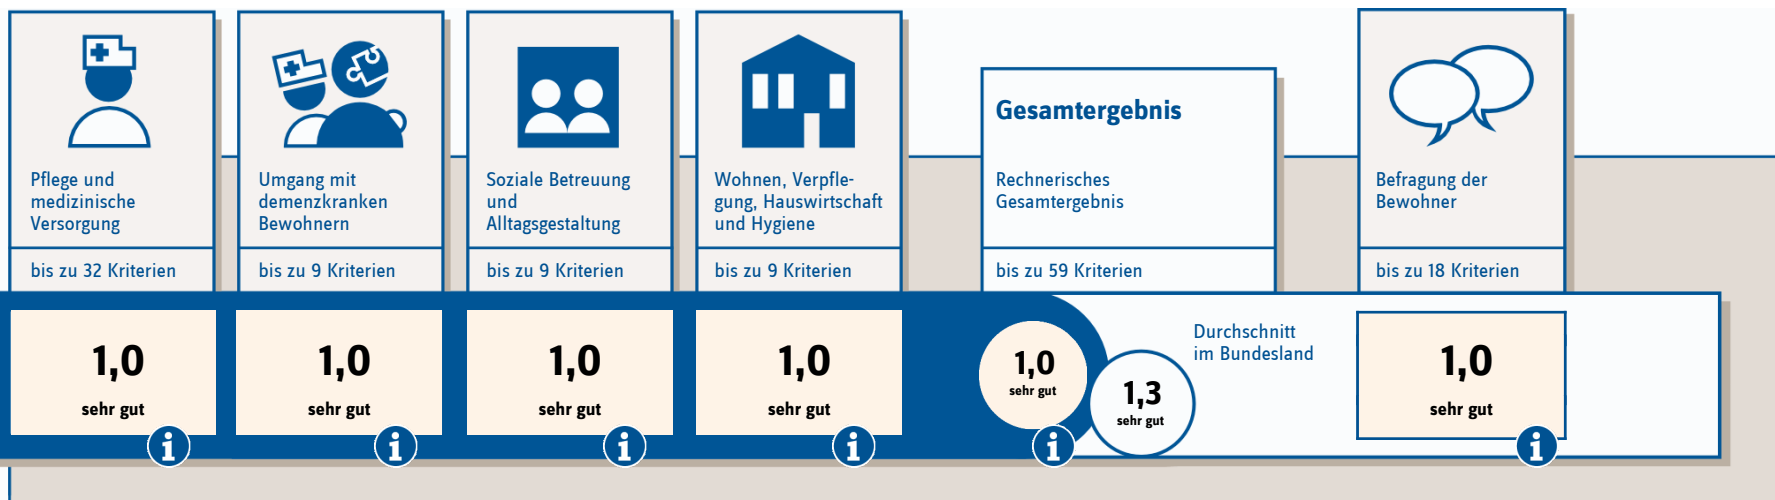 Pflege und
medizinische
Versorgung
bis zu 32 Kriterien
1,0
sehr gut
Umgang mit
demenzkranken
Bewohnern
bis zu 9 Kriterien
1,0
sehr gut
Soziale Betreuung
und
Alltagsgestaltung
bis zu 9 Kriterien
1,0
sehr gut
Wohnen, Verpfle-
gung, Hauswirtschaft
und Hygiene
bis zu 9 Kriterien
1,0
sehr gut
Gesamtergebnis
Rechnerisches
Gesamtergebnis
bis zu 59 Kriterien
1,0
sehr gut
Durchschnitt
im Bundesland
1,3
sehr gut
Befragung der
Bewohner
bis zu 18 Kriterien
1,0
sehr gut